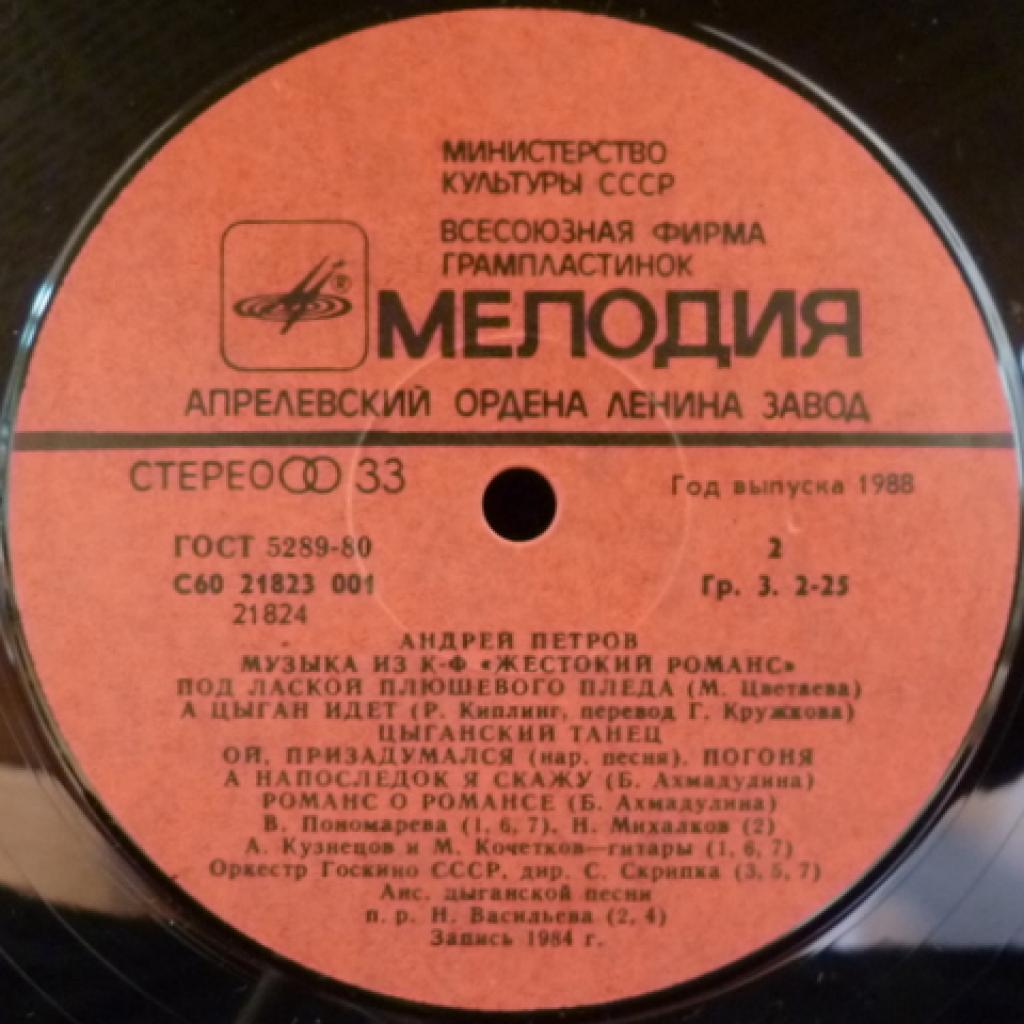 МИНИСТЕРСТВО
КУЛЬТУРЫ СССР
ВСЕСОЮЗНАЯ ФИРМА
ГРАМПЛАСТИНОК
®
МЕЛОДИЯ
АПРЕЛЕВСКИЙ ОРДЕНА ЛЕНИНА ЗАВОД
СТЕРЕО 33 Год выпуска 1988
ГОСТ 5289-80 2
С60 21823 001 Гр. 3. 2-25
21824
АНДРЕЙ ПЕТРОВ
МУЗЫКА ИЗ К-Ф «ЖЕСТОКИЙ РОМАНС»
ПОД ЛАСКОЙ ПЛЮШЕВОГО ПЛЕДА (М. Цветаева)
А ЦЫГАН ИДЕТ (Р. Киплинг, перевод Г. Кружкова)
ЦЫГАНСКИЙ ТАНЕЦ
ОЙ, ПРИЗАДУМАЛСЯ (нар. песня). ПОГОНЯ
А НАПОСЛЕДОК Я СКАЖУ (Б. Ахмадулина)
РОМАНС О РОМАНСЕ (Б. Ахмадулина)
В. Пономарева (1, 6, 7), Н. Михалков (2)
А. Кузнецов и М. Кочетков—гитары (1, 6, 7)
Оркестр Госкино СССР, дир. С. Скрипка (3, 5, 7)
Анс. цыганской песни
п. р. Н. Васильева (2, 4)
Запись 1984 г.